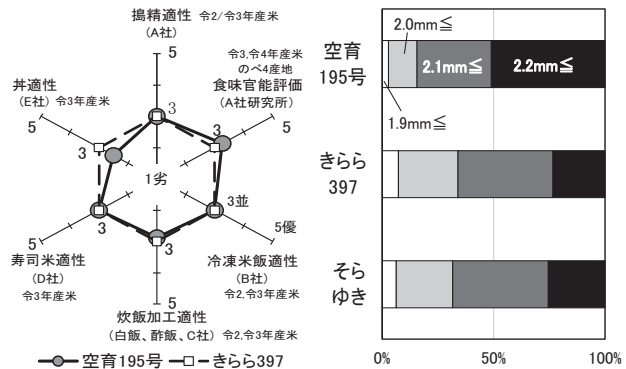 搗精適性 令2/令3年産米
(A社)
5
令3,令4年産米
のべ4産地
食味官能評価
(A社研究所)
5
丼適性
(E社) 令3年産米
5
3
3
3
1劣
3並
5優
3
3
5
寿司米適性
(D社)
令3年産米
冷凍米飯適性
(B社)
令2,令3年産米
5
炊飯加工適性
(白飯、酢飯、C社) 令2,令3年産米
空育195号 きらら397
空育
195号
2.0mm≦
2.1mm≦ 2.2mm≦
1.9mm≦
きらら
397
そら
ゆき
0% 50% 100%